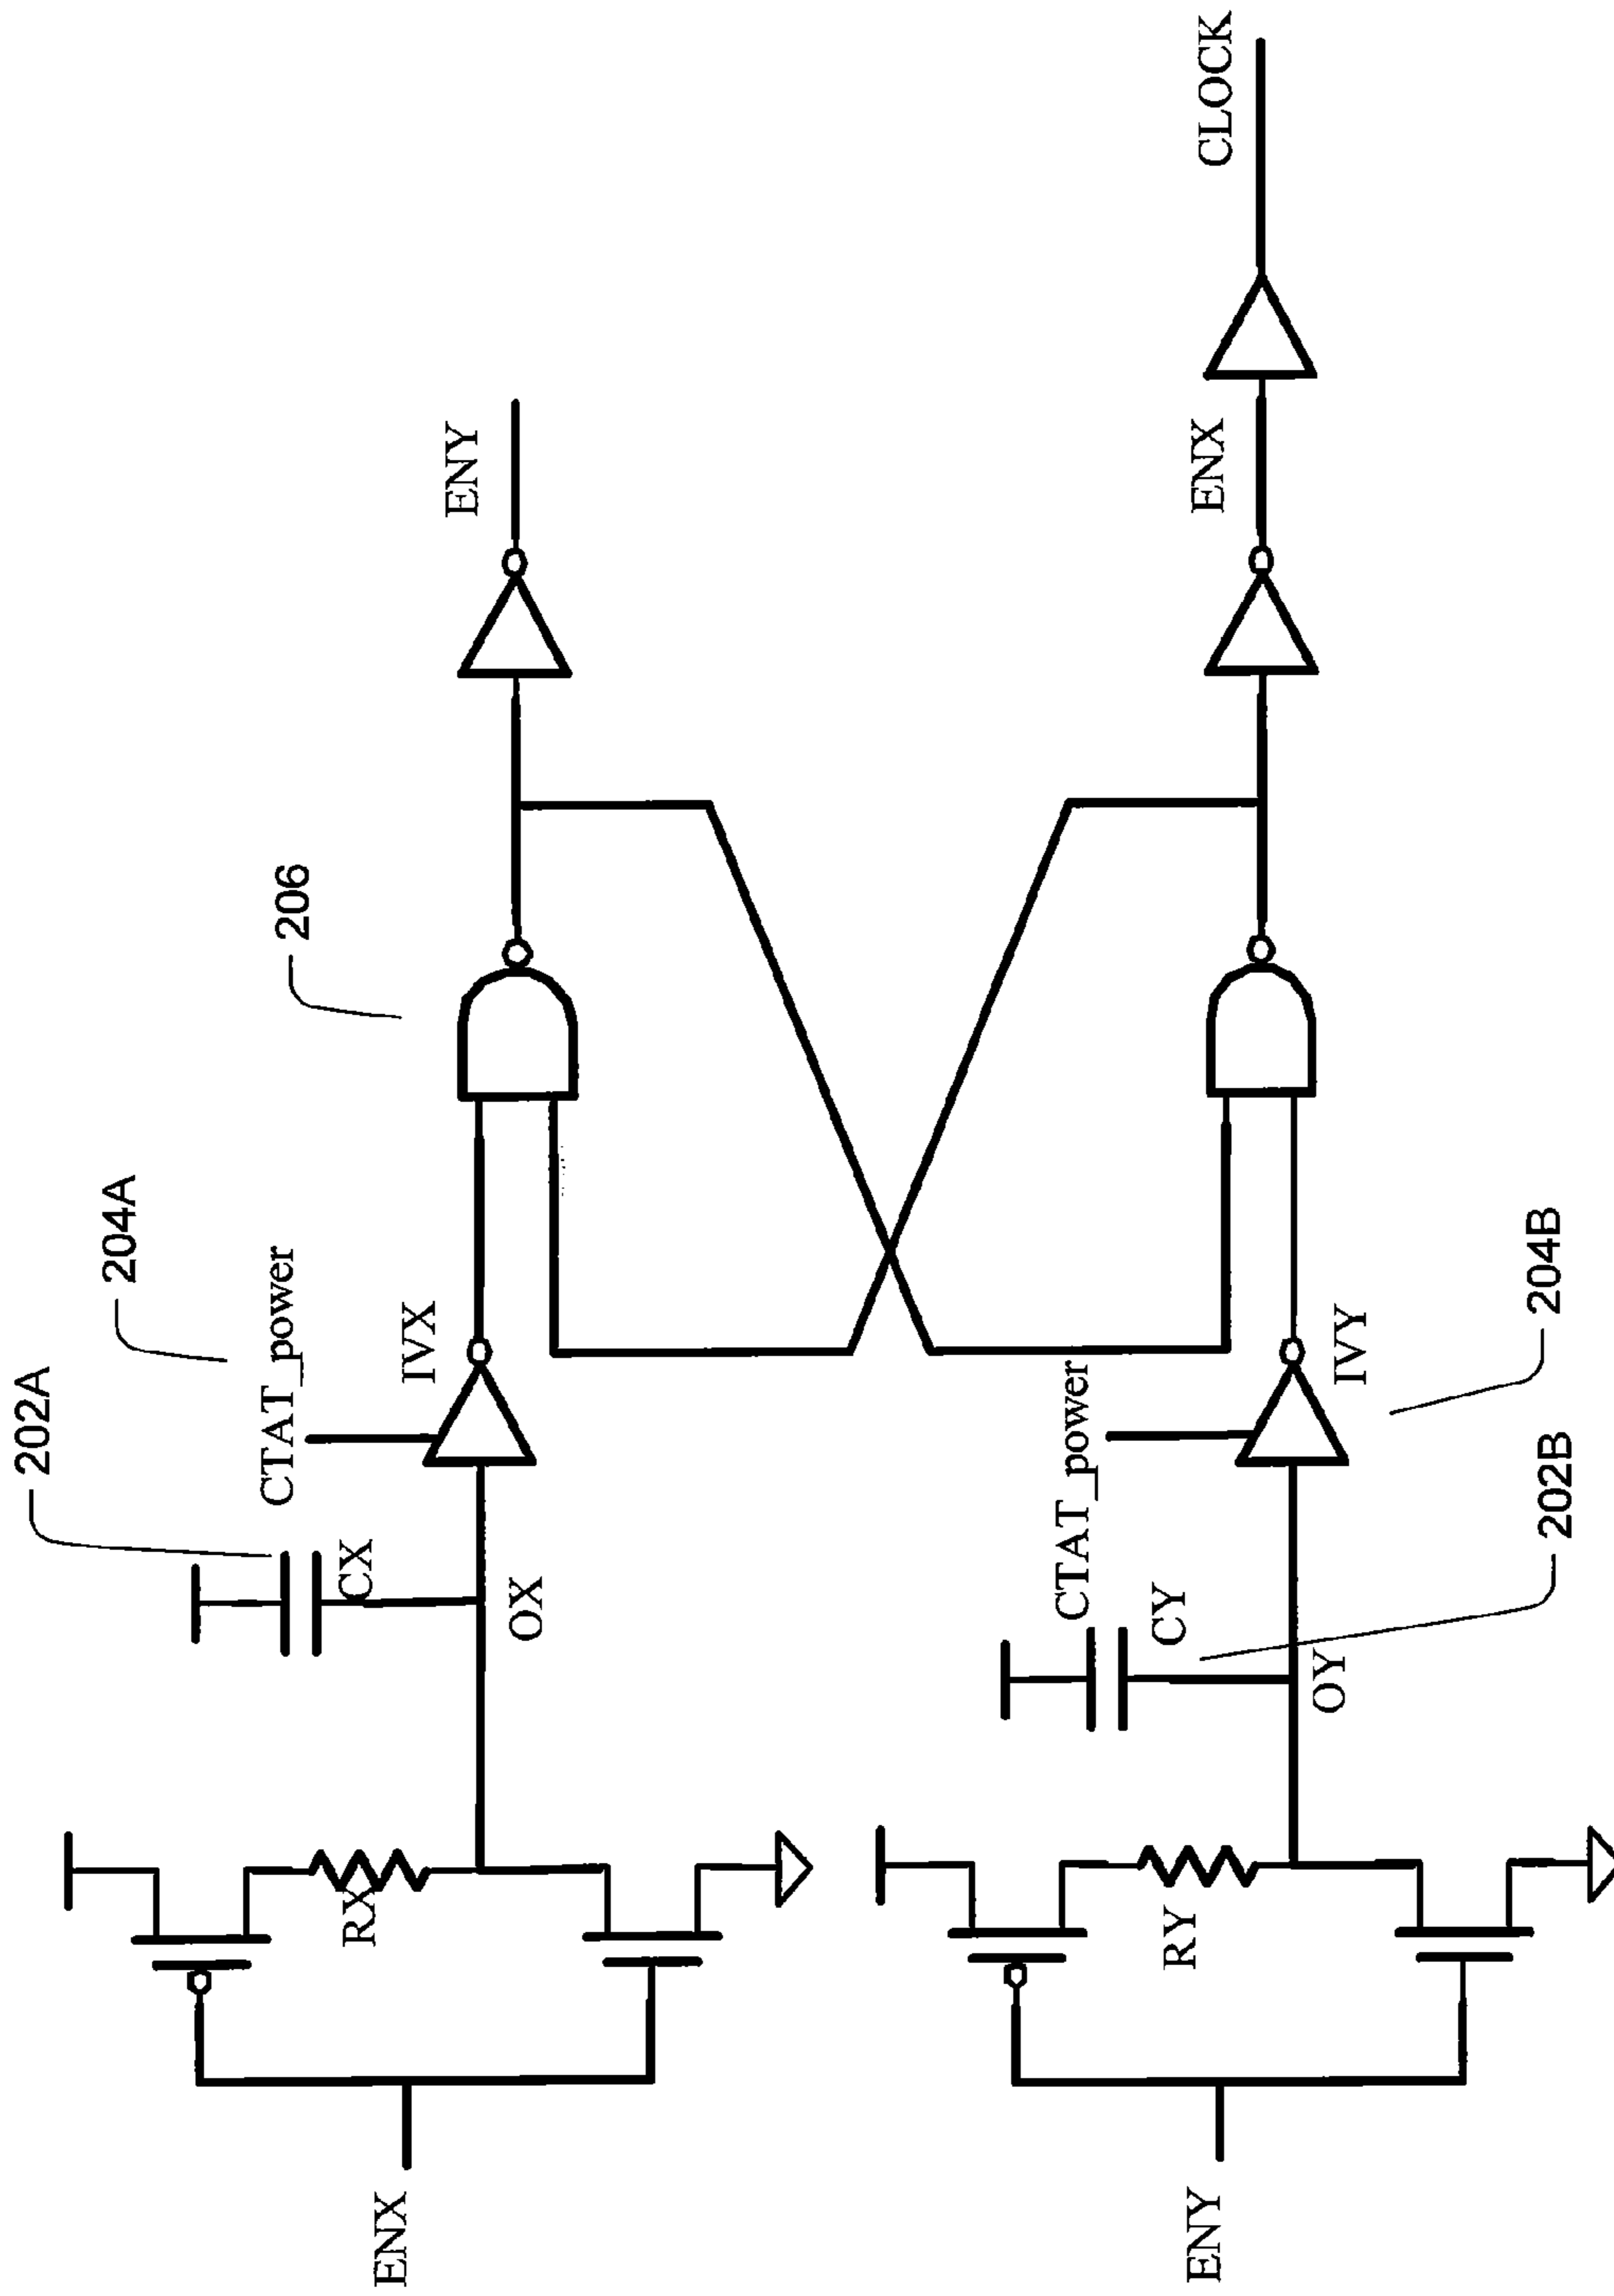 202A
204A
206
CTAT_power
CX
OX
IVX
RX
ENX
ENY
CTAT_power
CY
OY
IVY
RY
ENY
ENX
CLOCK
202B
204B